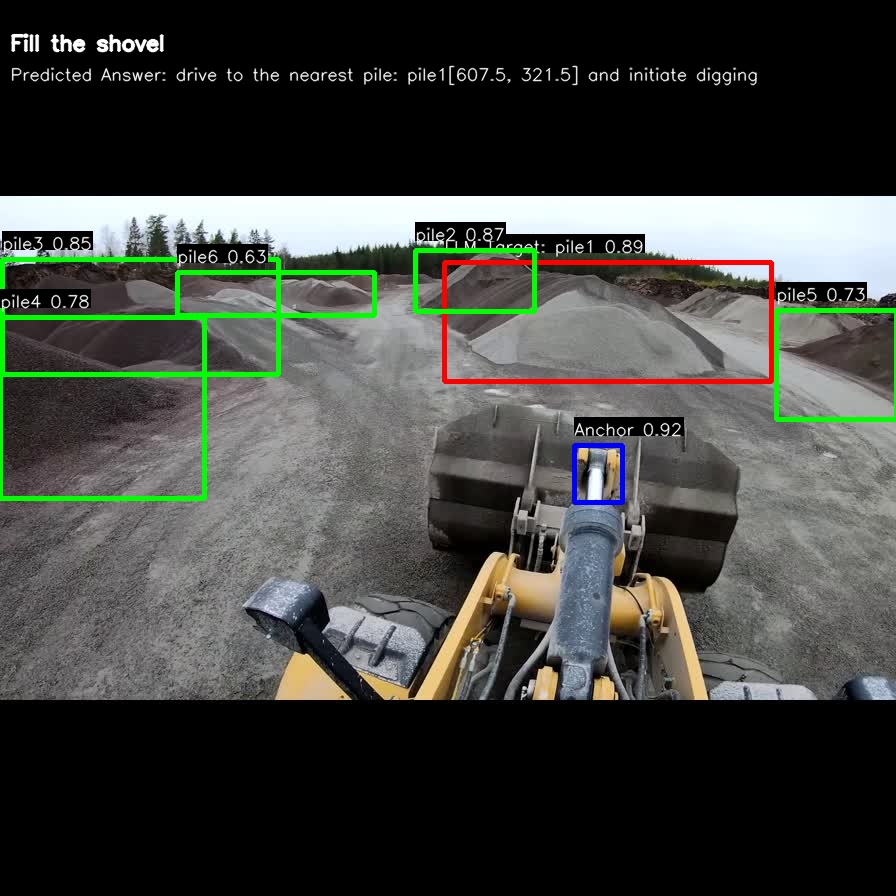 Fill the shovel
Predicted Answer: drive to the nearest pile: pile1[607.5, 321.5] and initiate digging
pile2 0.87
pile3 0.85
Target: pile1 0.89
pile6 0.63
pile4 0.78
pile5 0.73
Anchor 0.92